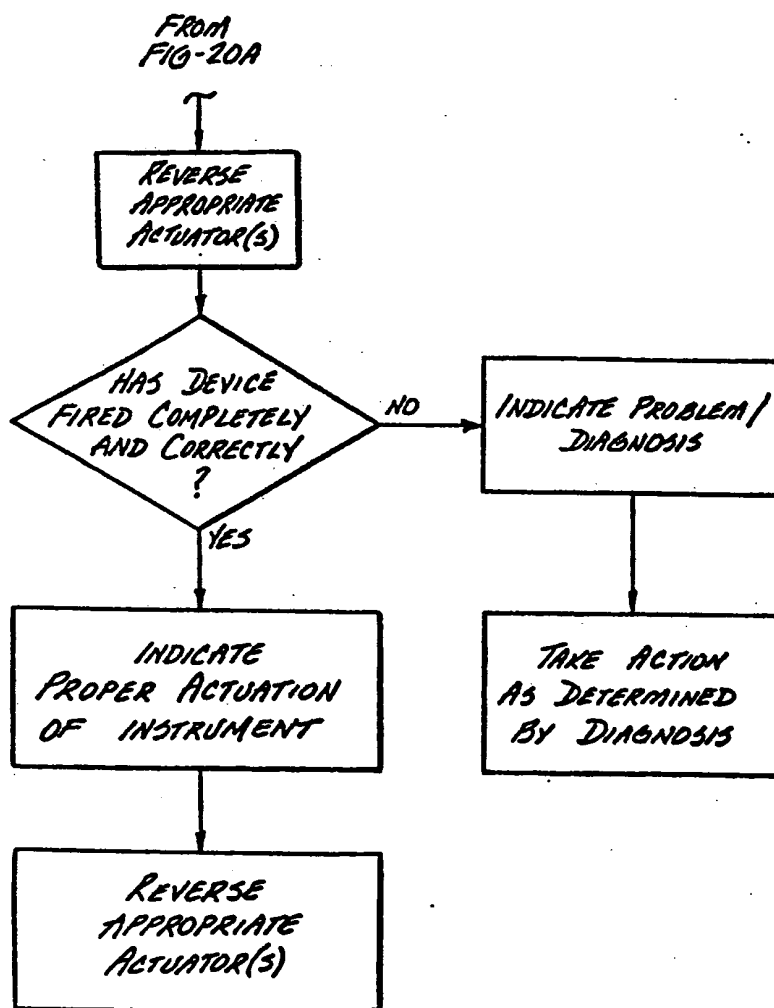 FROM
FIG-20A
REVERSE
APPROPRIATE
ACTUATOR(S)
HAS DEVICE
FIRED COMPLETELY
AND CORRECTLY
?
NO
INDICATE PROBLEM/
DIAGNOSIS
YES
INDICATE
PROPER ACTUATION
OF INSTRUMENT
TAKE ACTION
AS DETERMINED
BY DIAGNOSIS
REVERSE
APPROPRIATE
ACTUATOR(S)